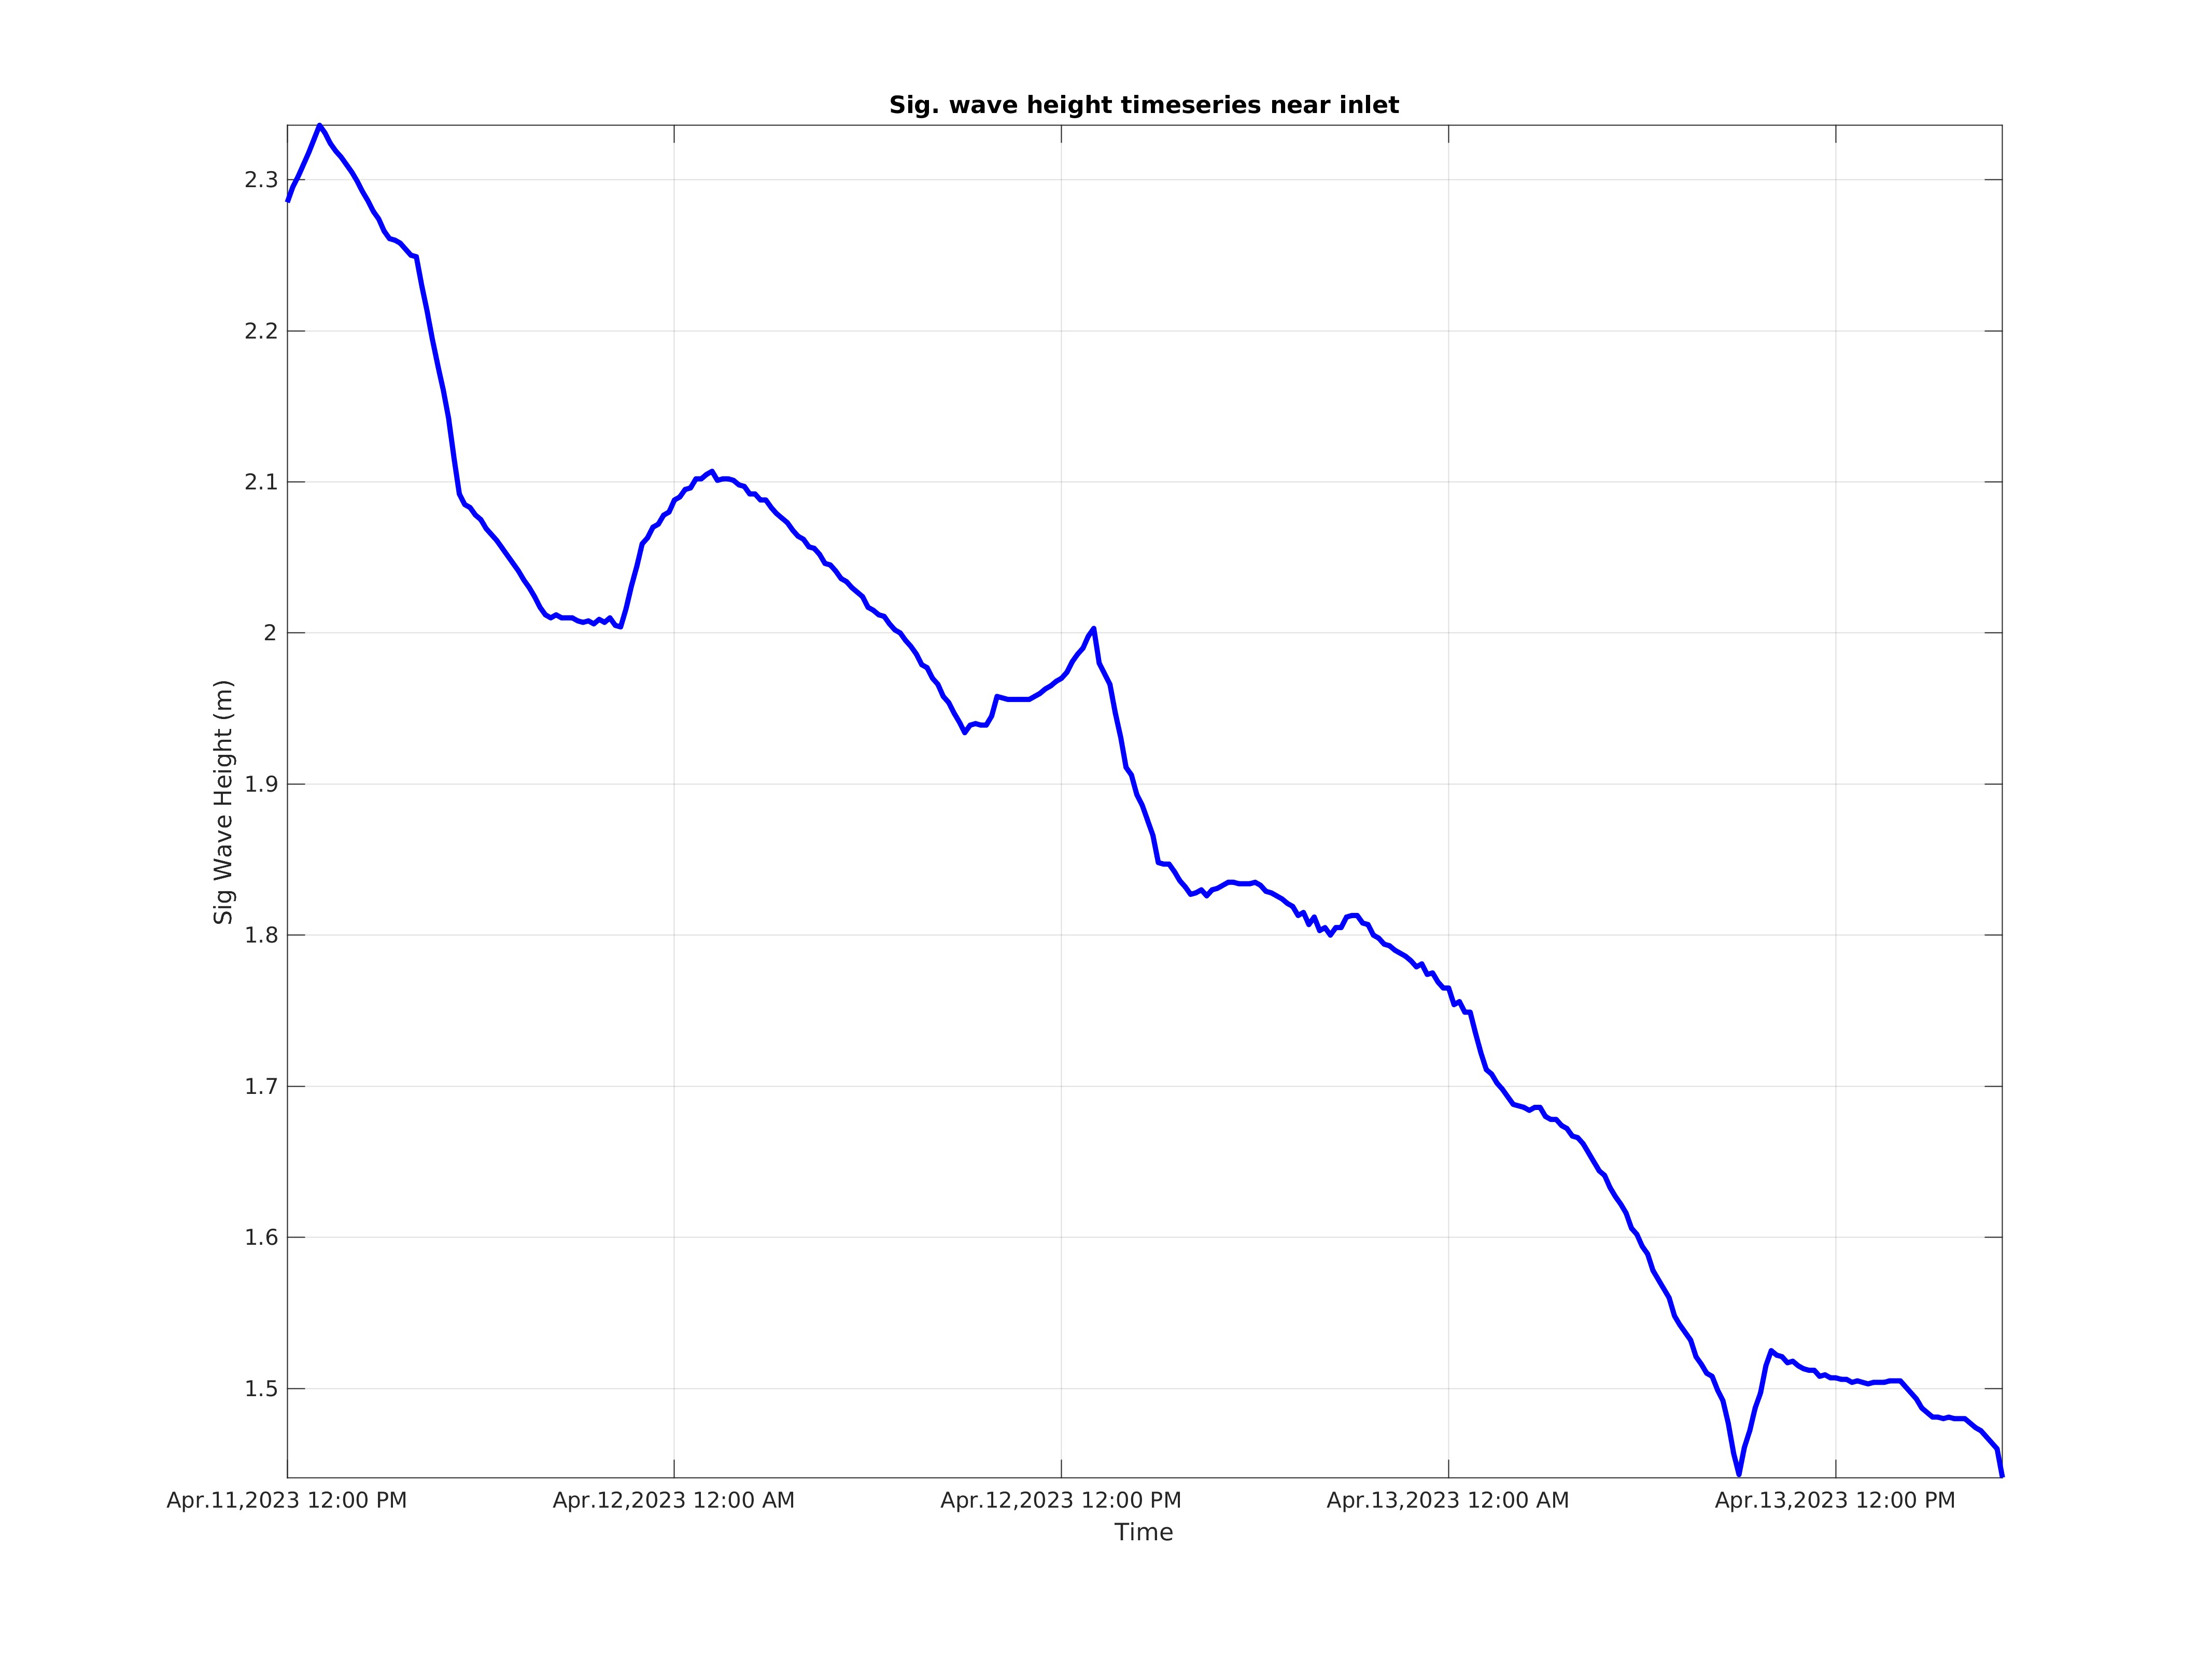 Sig. wave height timeseries near inlet
Sig Wave Height (m)
2.3
2.2
2.1
2
1.9
1.8
1.7
1.6
1.5
Apr.11,2023 12:00 PM
Apr.12,2023 12:00 AM
Apr.12,2023 12:00 PM
Apr.13,2023 12:00 AM
Apr.13,2023 12:00 PM
Time